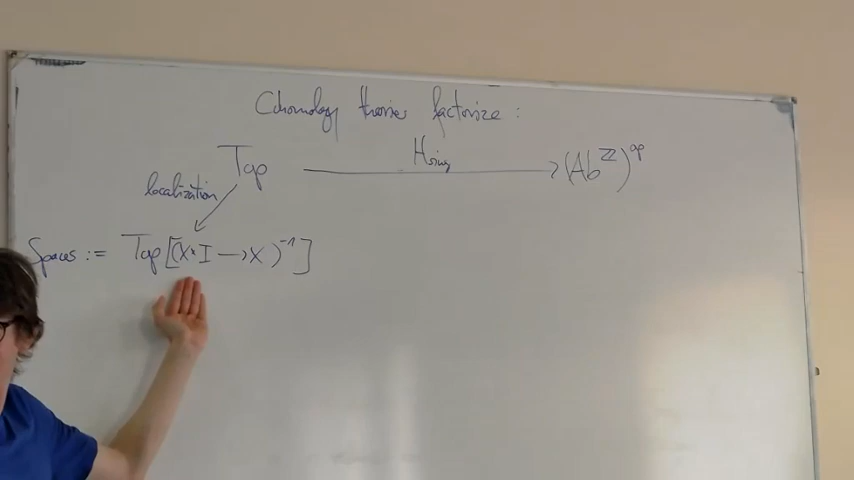 Cohomology theories factorize :
Top H_sing → (Ab^ℤ)^op
localization
Spaces := Top[(X×I → X)^-1]